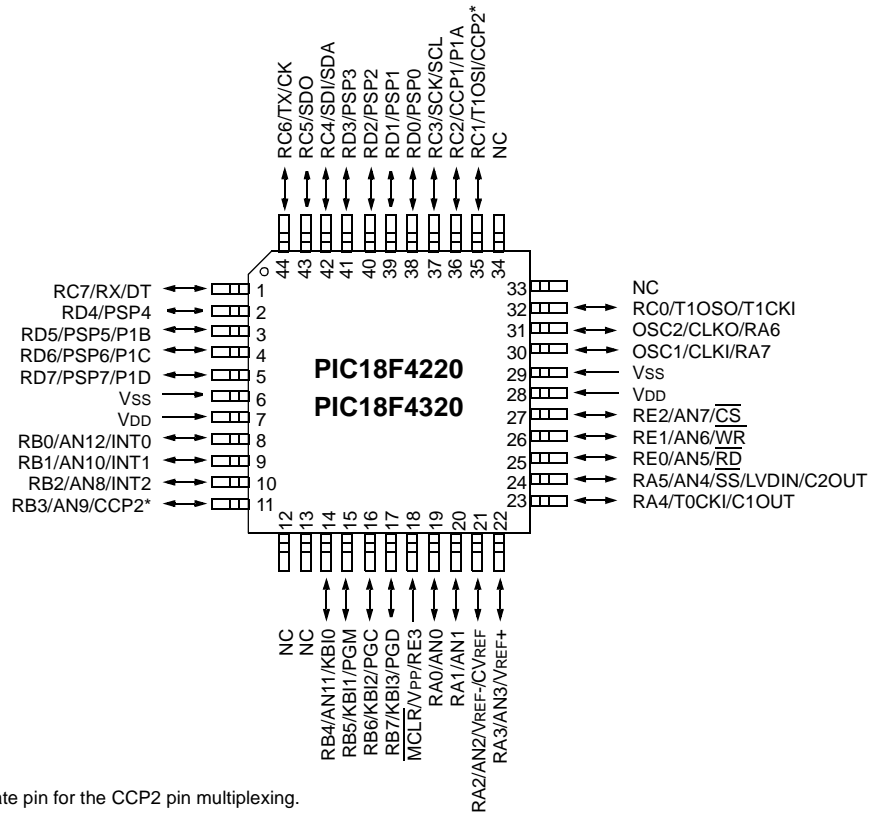 RC6/TX/CK
RC5/SDO
RC4/SDI/SDA
RD3/PSP3
RD2/PSP2
RD1/PSP1
RD0/PSP0
RC3/SCK/SCL
RC2/CCP1/P1A
RC1/T1OSI/CCP2*
NC
44
43
42
41
40
39
38
37
36
35
34
RC7/RX/DT 1
RD4/PSP4 2
RD5/PSP5/P1B 3
RD6/PSP6/P1C 4
RD7/PSP7/P1D 5
VSS 6
VDD 7
RB0/AN12/INT0 8
RB1/AN10/INT1 9
RB2/AN8/INT2 10
RB3/AN9/CCP2* 11
PIC18F4220
PIC18F4320
33 NC
32 RC0/T1OSO/T1CKI
31 OSC2/CLKO/RA6
30 OSC1/CLKI/RA7
29 VSS
28 VDD
27 RE2/AN7/CS
26 RE1/AN6/WR
25 RE0/AN5/RD
24 RA5/AN4/SS/LVDIN/C2OUT
23 RA4/T0CKI/C1OUT
12
13
14
15
16
17
18
19
20
21
22
NC
NC
RB4/AN11/KBI0
RB5/KBI1/PGM
RB6/KBI2/PGC
RB7/KBI3/PGD
MCLR/VPP/RE3
RA0/AN0
RA1/AN1
RA2/AN2/VREF-/CVREF
RA3/AN3/VREF+
ate pin for the CCP2 pin multiplexing.